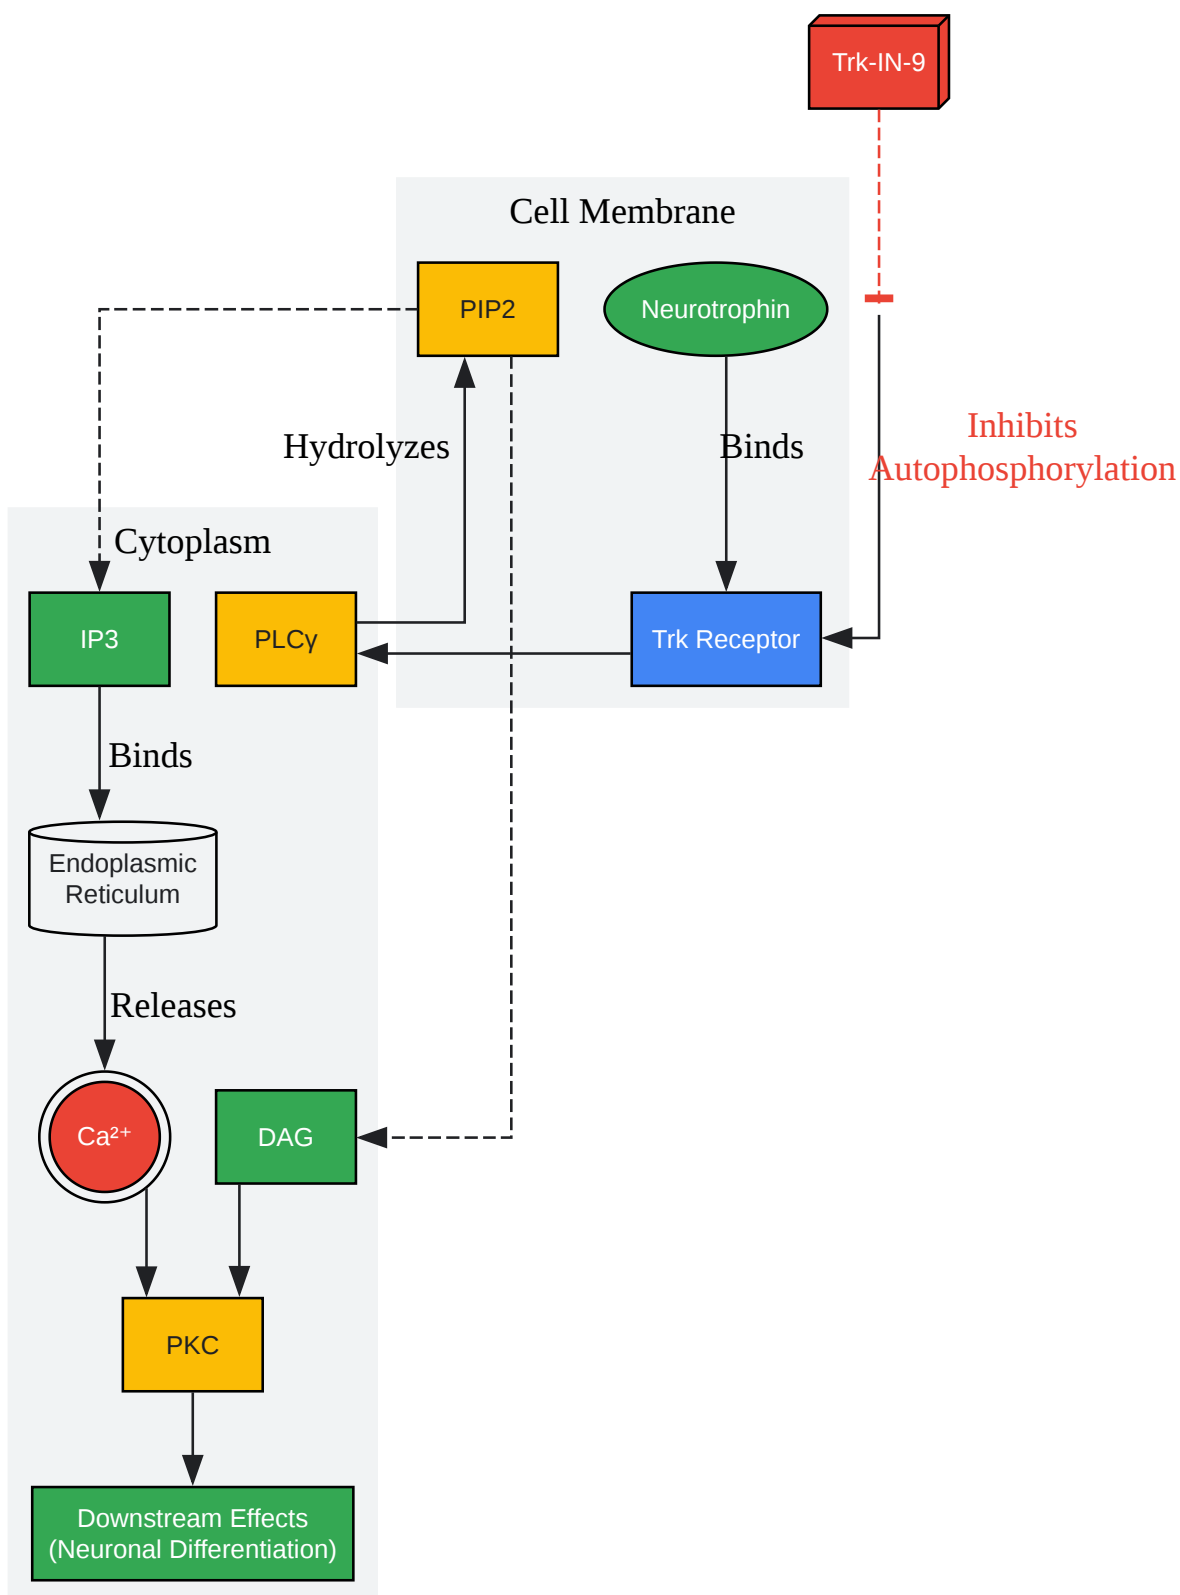 Trk-IN-9
Cell Membrane
PIP2
Neurotrophin
Hydrolyzes
Binds
Inhibits
Autophosphorylation
Cytoplasm
IP3
PLCγ
Trk Receptor
Binds
Endoplasmic
Reticulum
Releases
Ca²⁺
DAG
PKC
Downstream Effects
(Neuronal Differentiation)